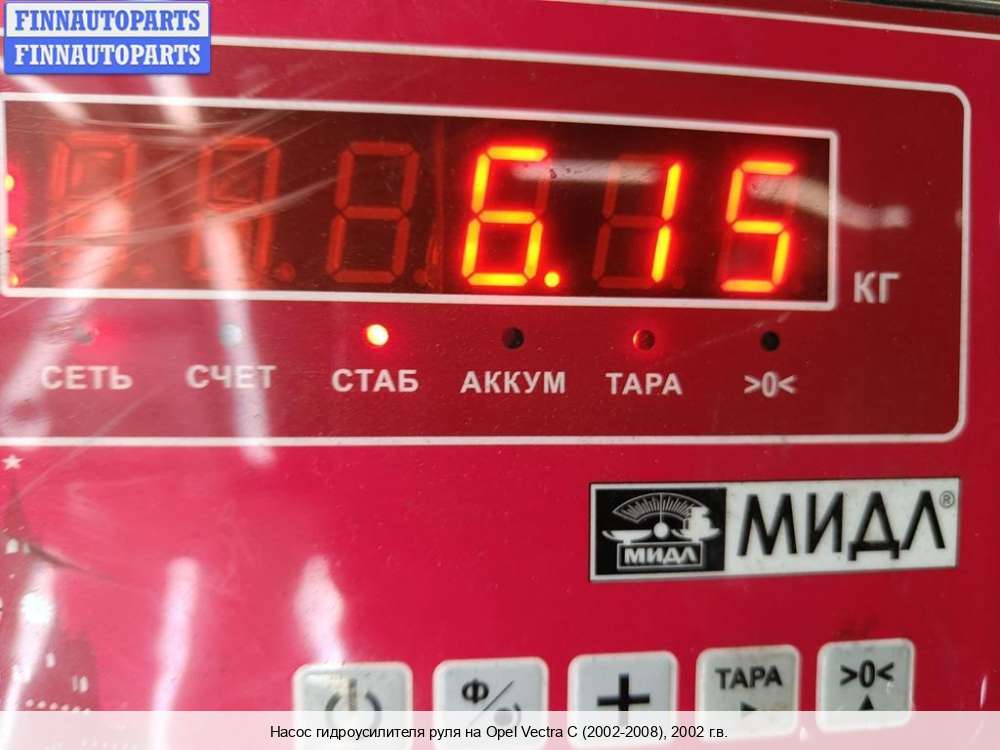 FINNAUTOPARTS
FINNAUTOPARTS
6.15
КГ
СЕТЬ СЧЕТ СТАБ АККУМ ТАРА >0<
МИДЛ МИДЛ®
Ф ТАРА >0<
Насос гидроусилителя руля на Opel Vectra C (2002-2008), 2002 г.в.